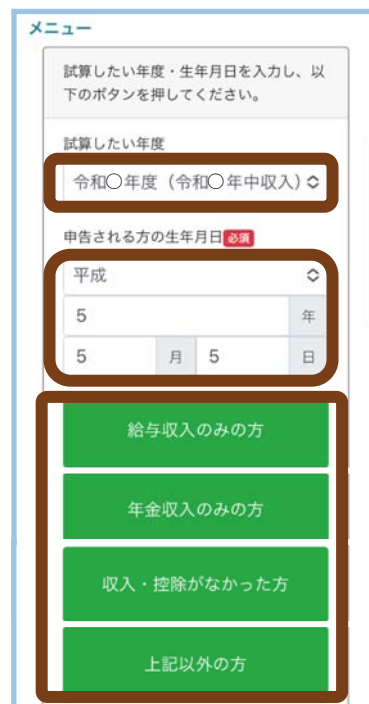 メニュー
試算したい年度・生年月日を入力し、以
下のボタンを押してください。
試算したい年度
令和○年度（令和○年中収入）
申告される方の生年月日 必須
平成
5 年
5 月 5 日
給与収入のみの方
年金収入のみの方
収入・控除がなかった方
上記以外の方